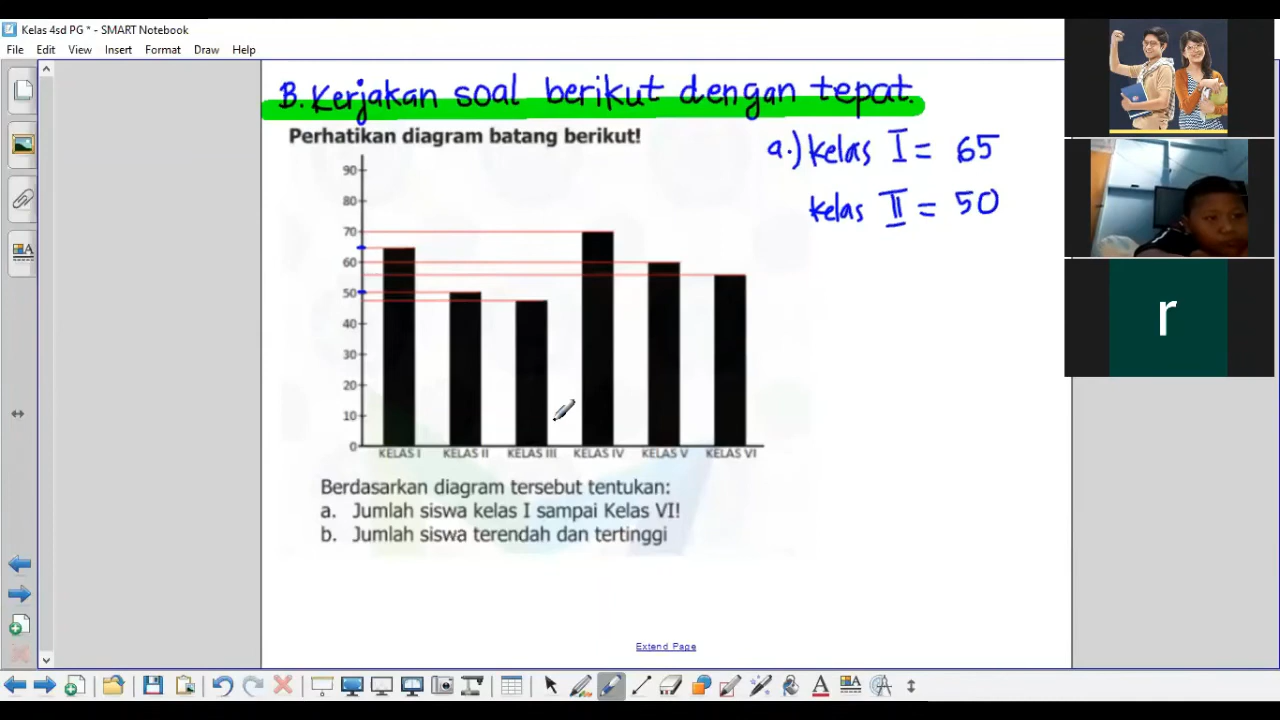 Kelas 4sd PG * - SMART Notebook
File Edit View Insert Format Draw Help
B. Kerjakan soal berikut dengan tepat.
Perhatikan diagram batang berikut!
a.) kelas I = 65
kelas II = 50
90
80
70
60
50
40
30
20
10
0
KELAS I KELAS II KELAS III KELAS IV KELAS V KELAS VI
Berdasarkan diagram tersebut tentukan:
a. Jumlah siswa kelas I sampai Kelas VI!
b. Jumlah siswa terendah dan tertinggi
Extend Page
r